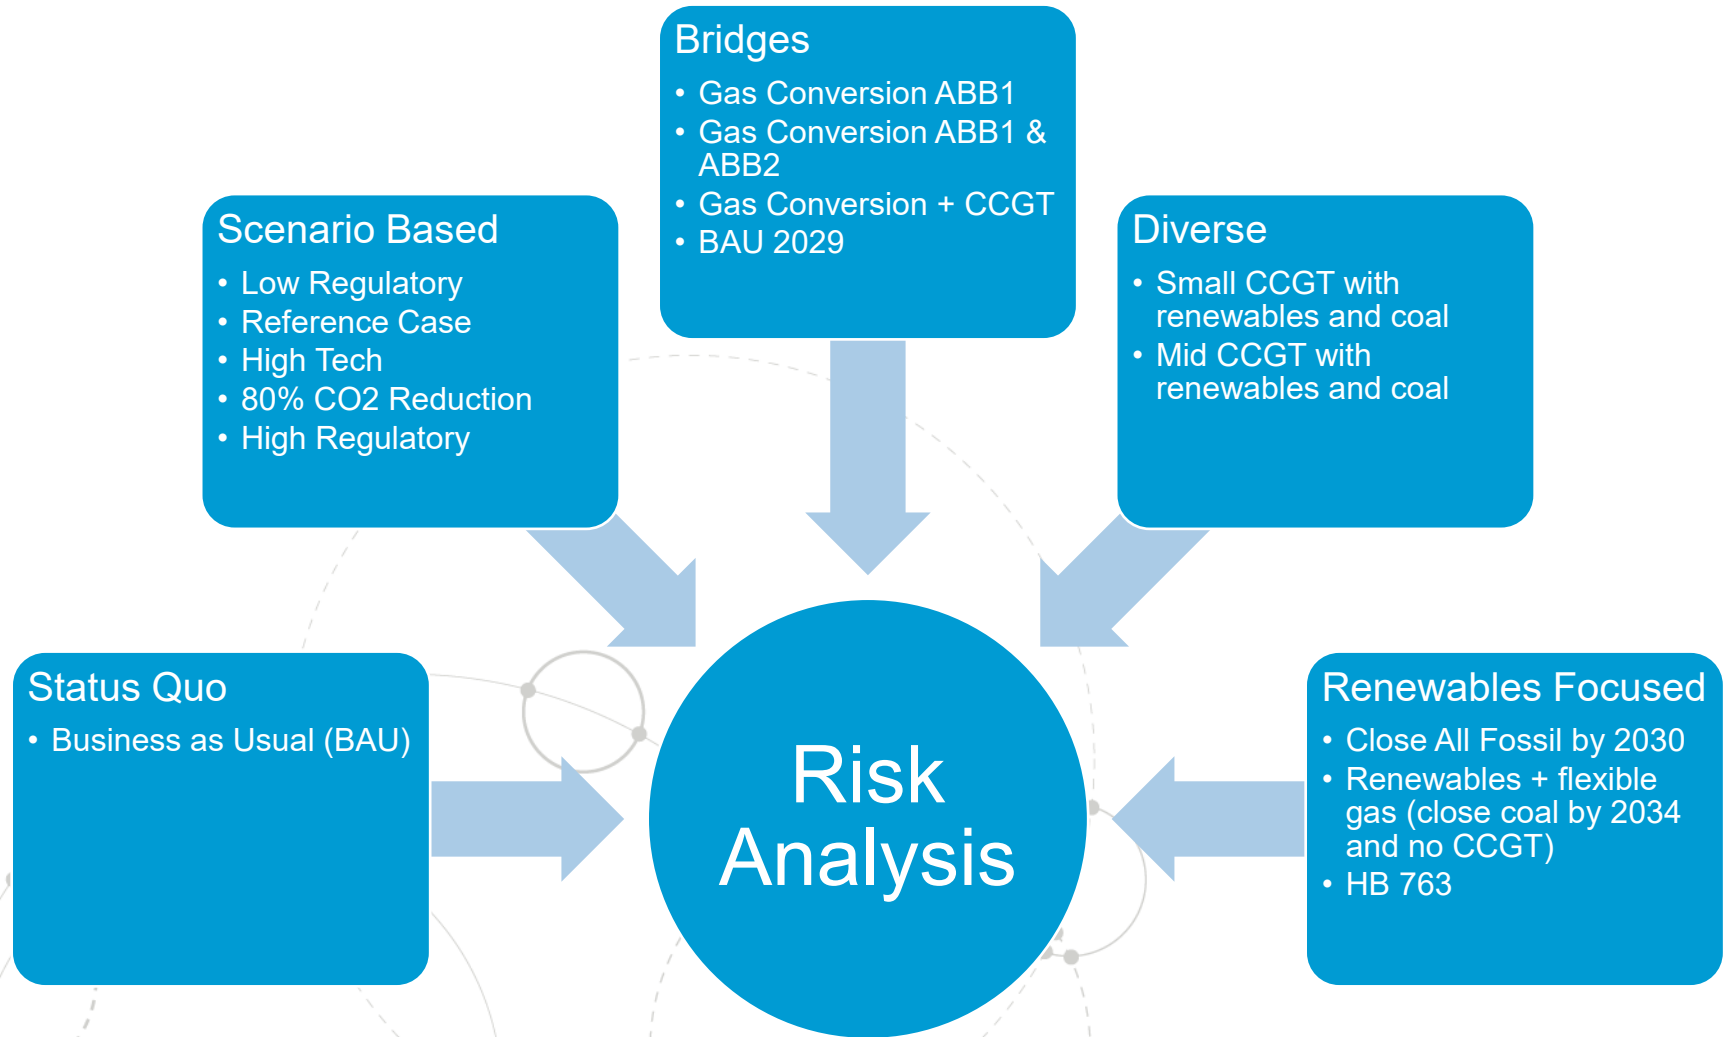 Status Quo
• Business as Usual (BAU)
Scenario Based
• Low Regulatory
• Reference Case
• High Tech
• 80% CO2 Reduction
• High Regulatory
Bridges
• Gas Conversion ABB1
• Gas Conversion ABB1 &
ABB2
• Gas Conversion + CCGT
• BAU 2029
Diverse
• Small CCGT with
renewables and coal
• Mid CCGT with
renewables and coal
Renewables Focused
• Close All Fossil by 2030
• Renewables + flexible
gas (close coal by 2034
and no CCGT)
• HB 763
Risk
Analysis